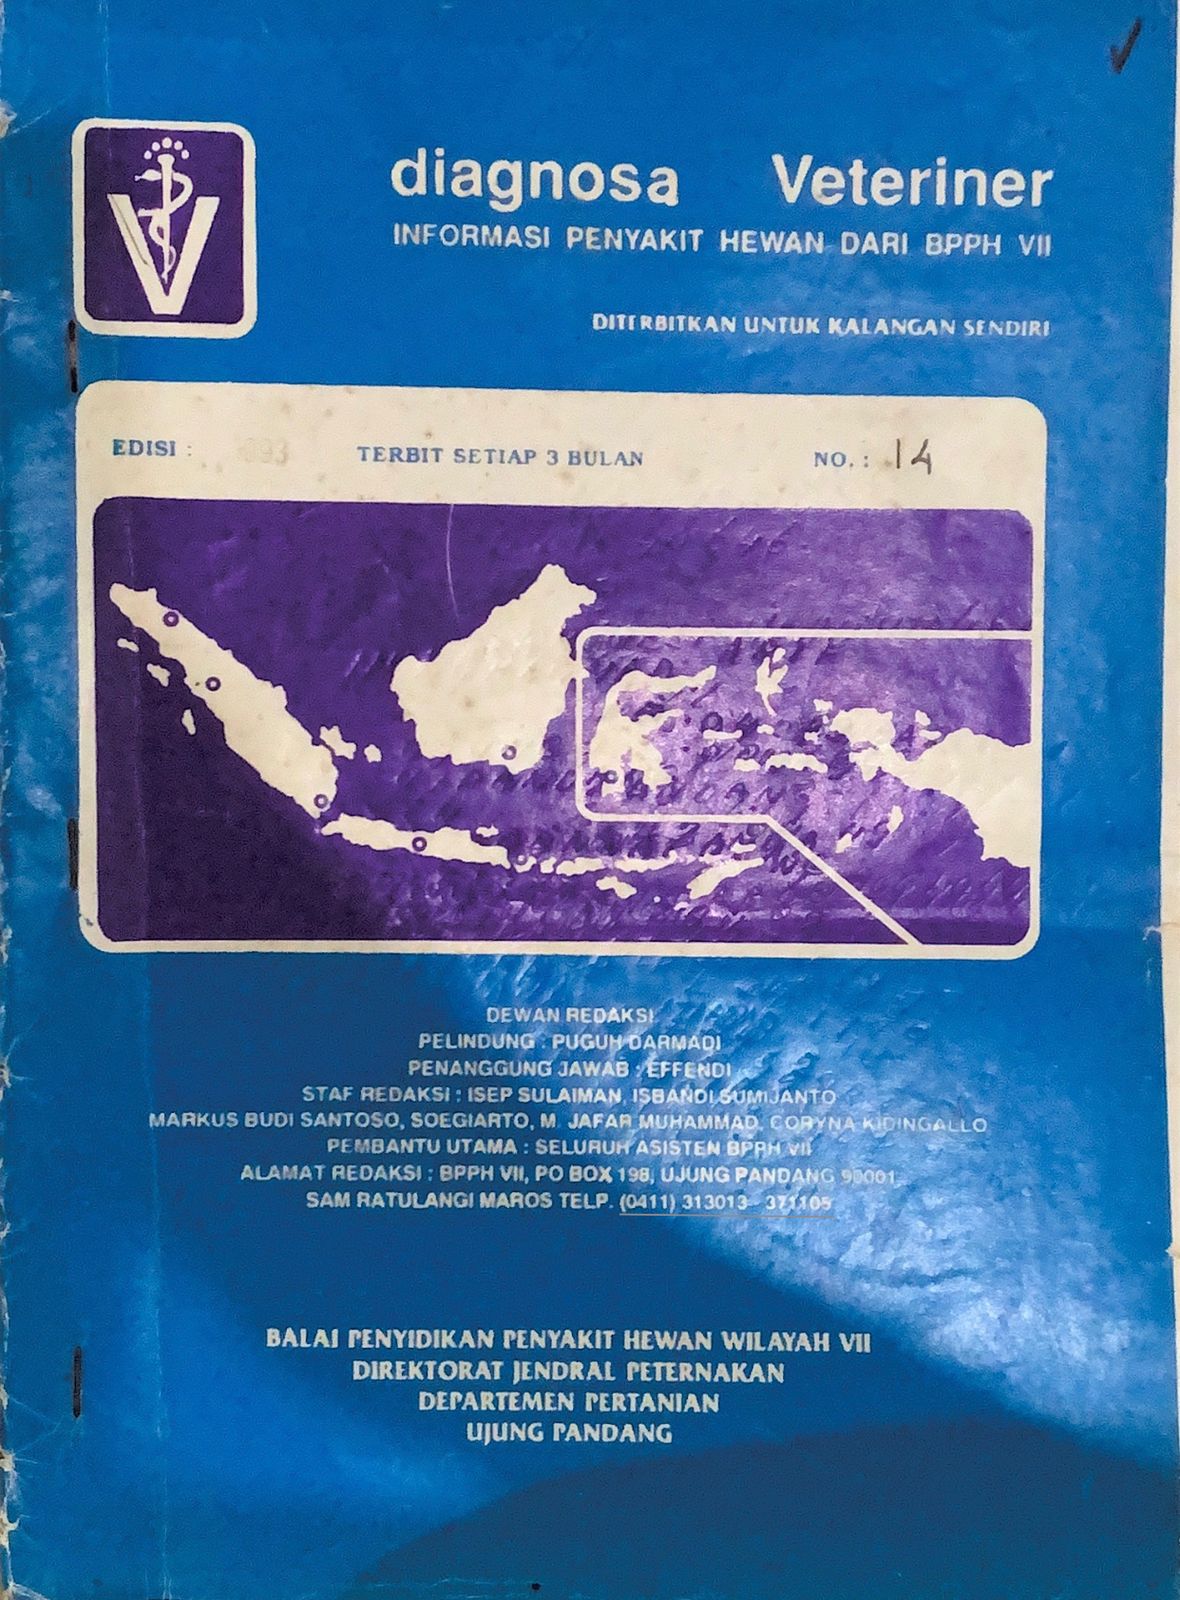 diagnosa Veteriner
INFORMASI PENYAKIT HEWAN DARI BPPH VII
DITERBITKAN UNTUK KALANGAN SENDIRI
EDISI : TERBIT SETIAP 3 BULAN NO. : 14
DEWAN REDAKSI
PELINDUNG : PUGUH DARMADI
PENANGGUNG JAWAB : EFFENDI
STAF REDAKSI : ISEP SULAIMAN, ISBANDI SUMIJANTO
MARKUS BUDI SANTOSO, SOEGIARTO, M. JAFAR MUHAMMAD, CORYNA KIDINGALLO
PEMBANTU UTAMA : SELURUH ASISTEN BPPH VII
ALAMAT REDAKSI : BPPH VII, PO BOX 198, UJUNG PANDANG 90001
SAM RATULANGI MAROS TELP. (0411) 313013 - 371105
BALAI PENYIDIKAN PENYAKIT HEWAN WILAYAH VII
DIREKTORAT JENDRAL PETERNAKAN
DEPARTEMEN PERTANIAN
UJUNG PANDANG